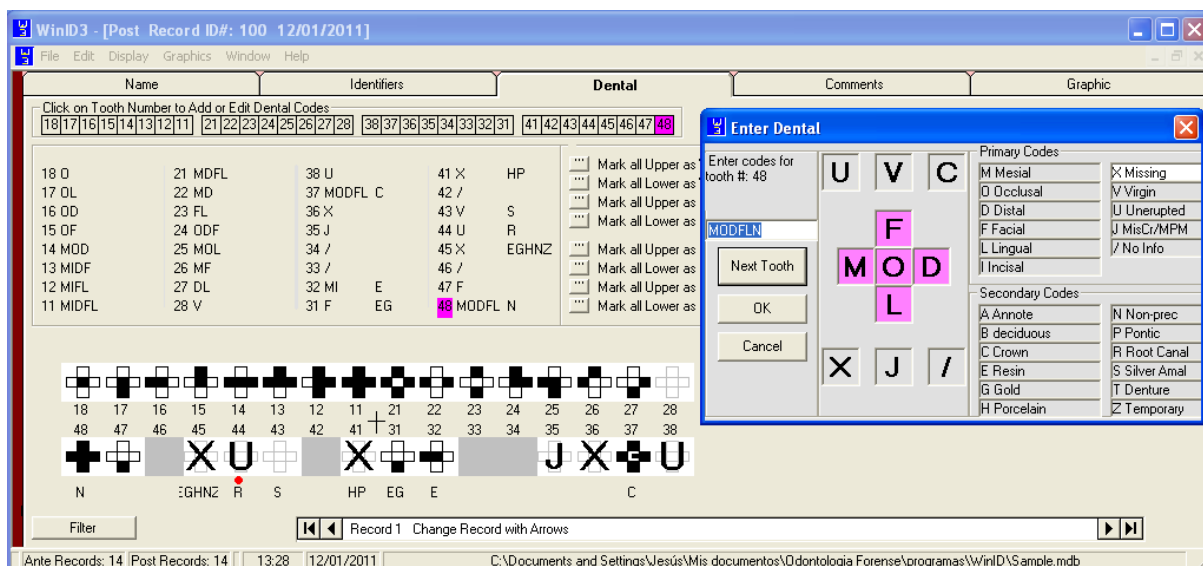 WinID3 - [Post Record ID#: 100 12/01/2011]
File Edit Display Graphics Window Help
Name Identifiers Dental Comments Graphic
Click on Tooth Number to Add or Edit Dental Codes
18 17 16 15 14 13 12 11 21 22 23 24 25 26 27 28 38 37 36 35 34 33 32 31 41 42 43 44 45 46 47 48
18 O 21 MDFL 38 U 41 X HP
17 OL 22 MD 37 MODFL C 42 /
16 OD 23 FL 36 X 43 V S
15 OF 24 ODF 35 J 44 U R
14 MOD 25 MOL 34 / 45 X EGHNZ
13 MIDF 26 MF 33 / 46 /
12 MIFL 27 DL 32 MI E 47 F
11 MIDFL 28 V 31 F EG 48 MODFL N
... Mark all Upper as
... Mark all Lower as
... Mark all Upper as
... Mark all Lower as
... Mark all Upper as
... Mark all Lower as
... Mark all Upper as
... Mark all Lower as
Enter Dental
Enter codes for
tooth #: 48
MODFLN
Next Tooth
OK
Cancel
U V C
F
M O D
L
X J /
Primary Codes
M Mesial X Missing
O Occlusal V Virgin
D Distal U Unerupted
F Facial J MisCr/MPM
L Lingual / No Info
I Incisal
Secondary Codes
A Annote N Non-prec
B deciduous P Pontic
C Crown R Root Canal
E Resin S Silver Amal
G Gold T Denture
H Porcelain Z Temporary
18 17 16 15 14 13 12 11 21 22 23 24 25 26 27 28
48 47 46 45 44 43 42 41 31 32 33 34 35 36 37 38
X U X J X C U
N EGHNZ R S HP EG E C
Filter
Record 1 Change Record with Arrows
Ante Records: 14 Post Records: 14 13:28 12/01/2011 C:\Documents and Settings\Jesús\Mis documentos\Odontologia Forense\programas\WinID\Sample.mdb